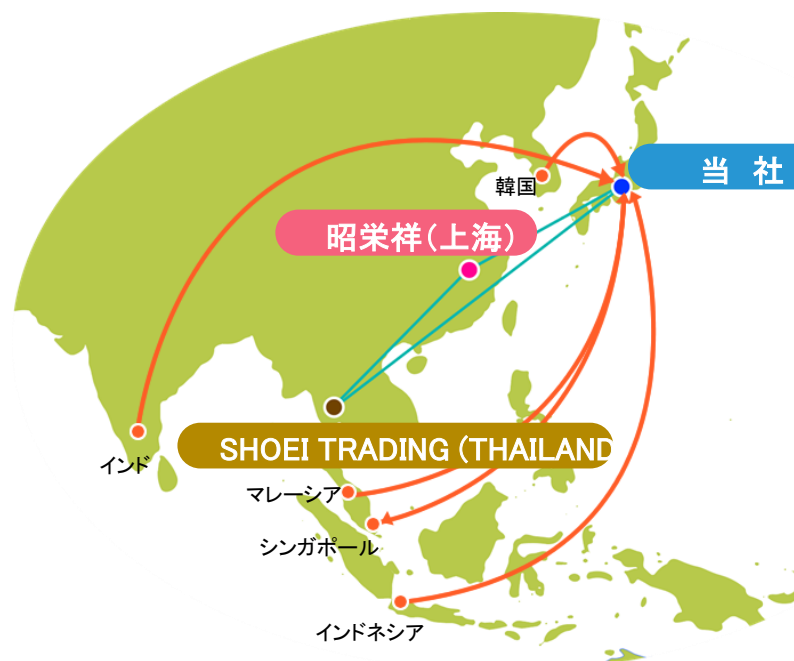 当 社
韓国
昭栄祥(上海)
SHOEI TRADING (THAILAND
インド
マレーシア
シンガポール
インドネシア